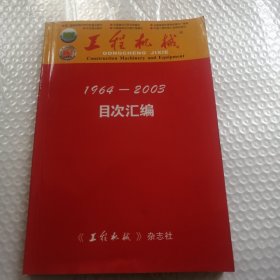 工程机械
GONGCHENG JIXIE
Construction Machinery and Equipment
1964—2003
目次汇编
《工程机械》杂志社